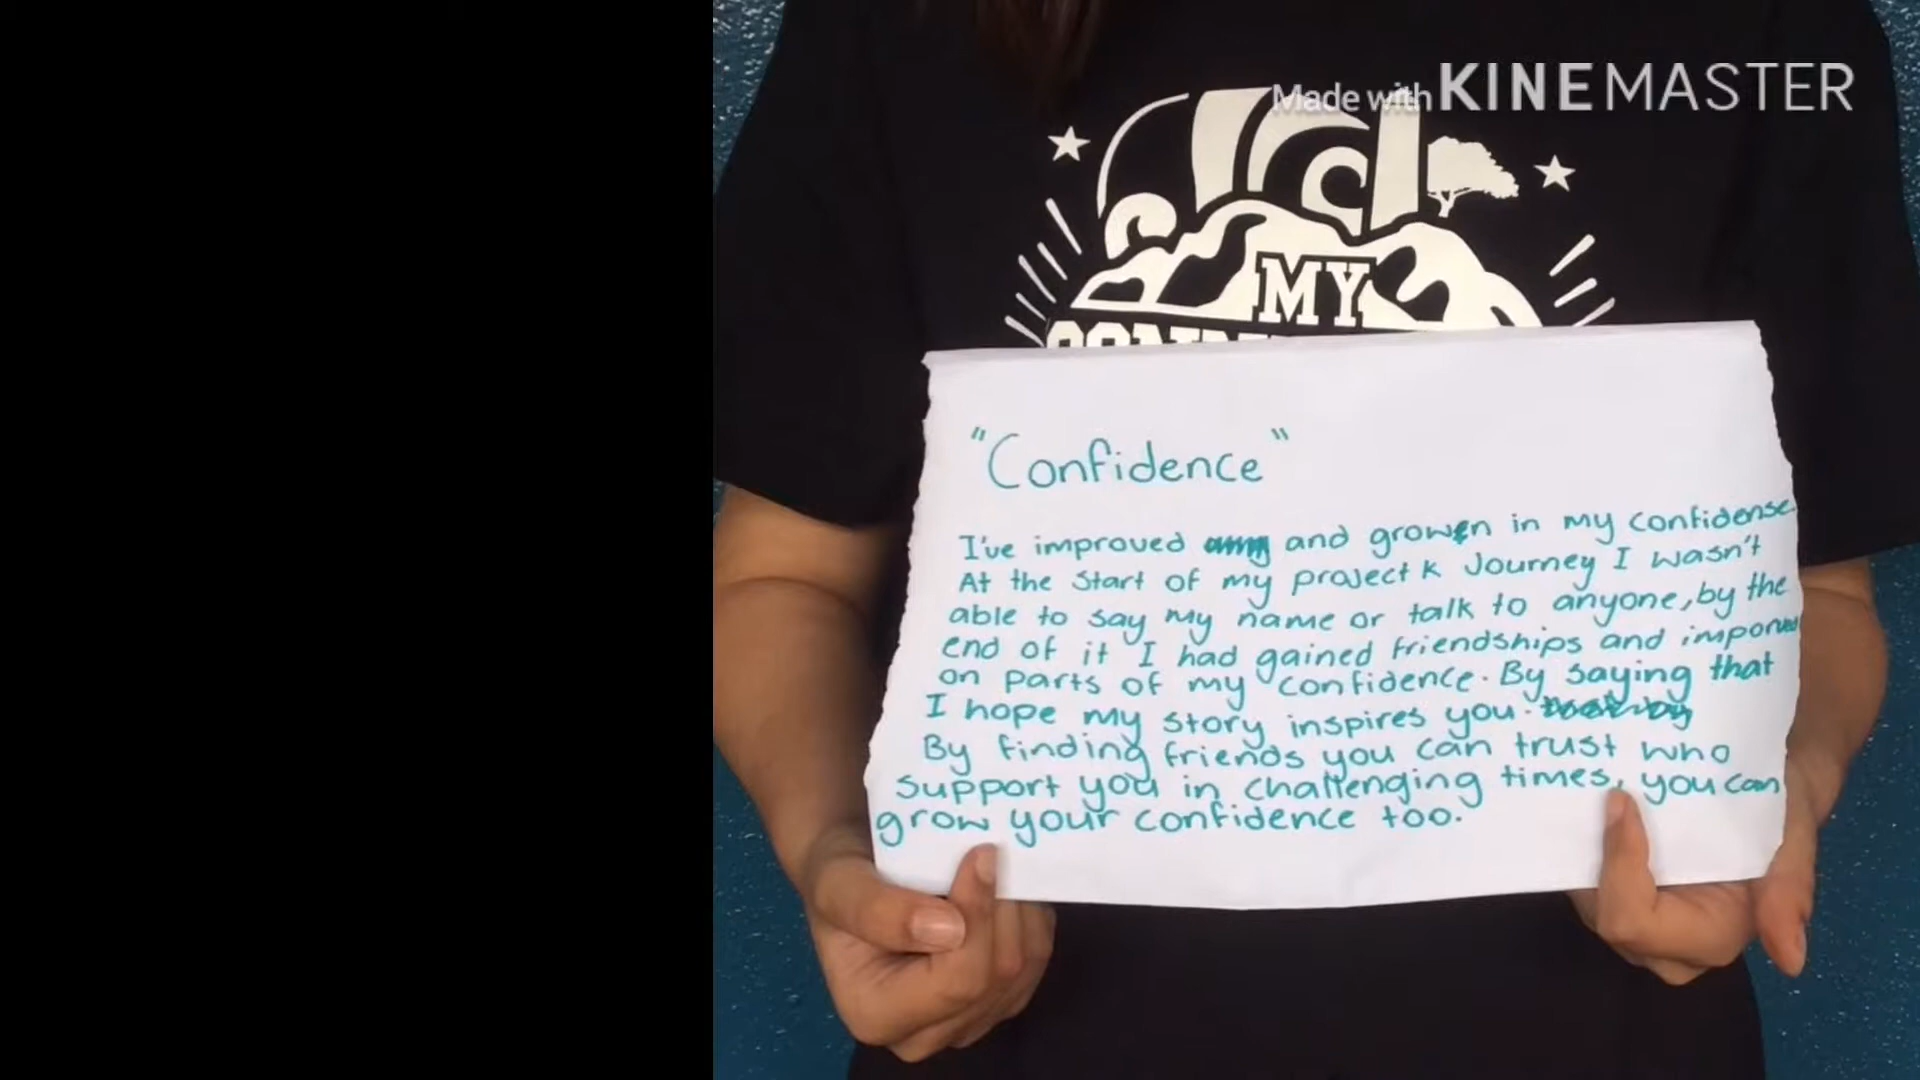 Made with KINEMASTER
MY
"Confidence"
I've improved and growen in my confidense
At the start of my project K Journey I wasn't
able to say my name or talk to anyone, by the
end of it I had gained friendships and
on parts of my confidence. By saying that
I hope my story inspires you.
By finding friends you can trust who
support you in challenging times, you can
grow your confidence too.